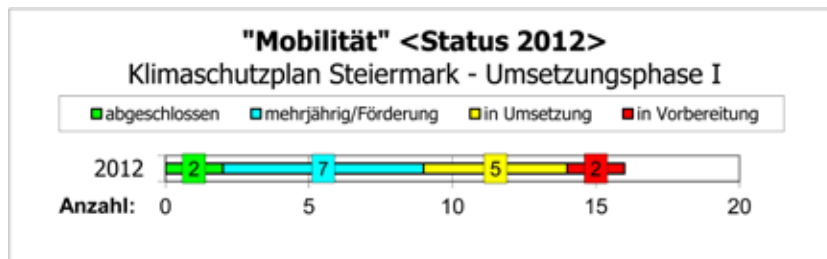 "Mobilität" <Status 2012>
Klimaschutzplan Steiermark - Umsetzungsphase I
abgeschlossen mehrjährig/Förderung in Umsetzung in Vorbereitung
2012 2 7 5 2
Anzahl: 0 5 10 15 20